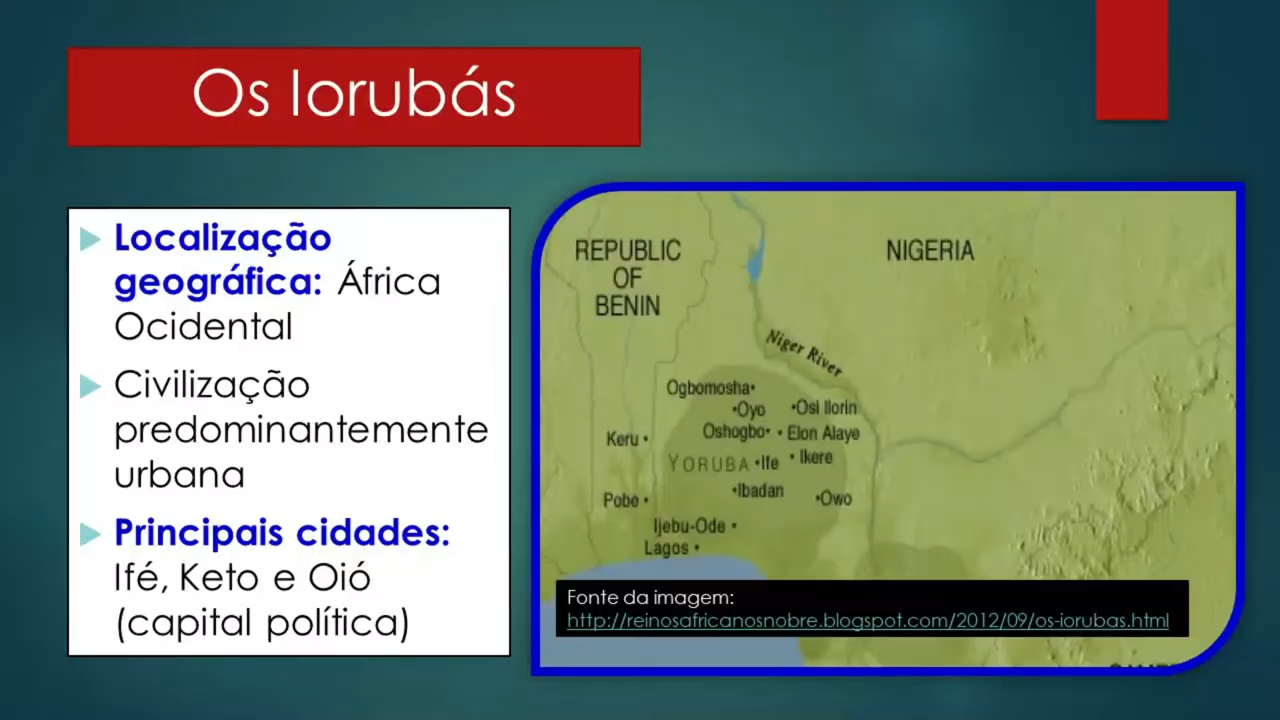 Os Iorubás
Localização
geográfica: África
Ocidental
Civilização
predominantemente
urbana
Principais cidades:
Ifé, Keto e Oió
(capital política)
REPUBLIC
OF
BENIN
NIGERIA
Niger River
Ogbomosha
Oyo
Osi Ilorin
Oshogbo
Elon Alaye
Keru
YORUBA
Ife
Ikere
Ibadan
Pobe
Owo
Ijebu-Ode
Lagos
Fonte da imagem:
http://reinosafricanosnobre.blogspot.com/2012/09/os-iorubas.html